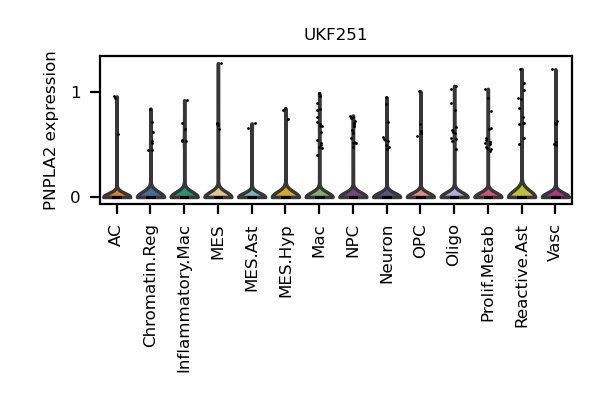 UKF251
PNPLA2 expression
1
0
AC
Chromatin.Reg
Inflammatory.Mac
MES
MES.Ast
MES.Hyp
Mac
NPC
Neuron
OPC
Oligo
Prolif.Metab
Reactive.Ast
Vasc